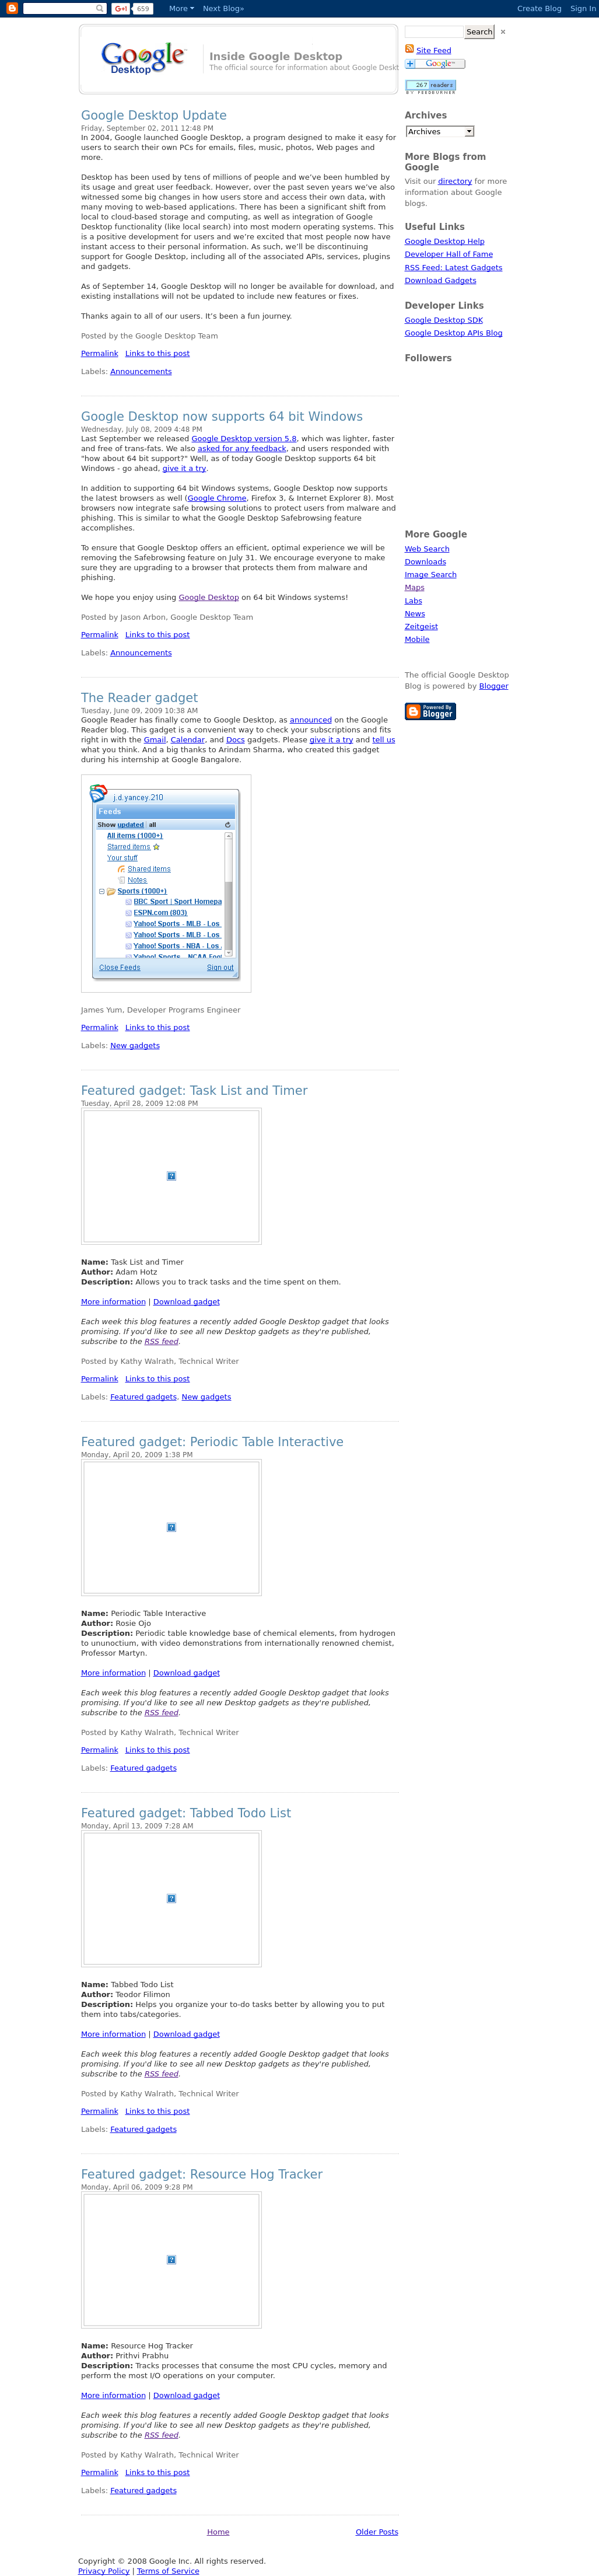 659
More
Next Blog»
Create Blog
Sign In
Google™
Desktop
Inside Google Desktop
The official source for information about Google Deskt
Google Desktop Update
Friday, September 02, 2011 12:48 PM
In 2004, Google launched Google Desktop, a program designed to make it easy for
users to search their own PCs for emails, files, music, photos, Web pages and
more.
Desktop has been used by tens of millions of people and we've been humbled by
its usage and great user feedback. However, over the past seven years we've also
witnessed some big changes in how users store and access their own data, with
many moving to web-based applications. There has been a significant shift from
local to cloud-based storage and computing, as well as integration of Google
Desktop functionality (like local search) into most modern operating systems. This
is a positive development for users and we're excited that most people now have
instant access to their personal information. As such, we'll be discontinuing
support for Google Desktop, including all of its associated APIs, services, plugins
and gadgets.
As of September 14, Google Desktop will no longer be available for download, and
existing installations will not be updated to include new features or fixes.
Thanks again to all of our users. It's been a fun journey.
Posted by the Google Desktop Team
Permalink Links to this post
Labels: Announcements
Google Desktop now supports 64 bit Windows
Wednesday, July 08, 2009 4:48 PM
Last September we released Google Desktop version 5.8, which was lighter, faster
and free of trans-fats. We also asked for any feedback, and users responded with
"how about 64 bit support?" Well, as of today Google Desktop supports 64 bit
Windows - go ahead, give it a try.
In addition to supporting 64 bit Windows systems, Google Desktop now supports
the latest browsers as well (Google Chrome, Firefox 3, & Internet Explorer 8). Most
browsers now integrate safe browsing solutions to protect users from malware and
phishing. This is similar to what the Google Desktop Safebrowsing feature
accomplishes.
To ensure that Google Desktop offers an efficient, optimal experience we will be
removing the Safebrowsing feature on July 31. We encourage everyone to make
sure they are upgrading to a browser that protects them from malware and
phishing.
We hope you enjoy using Google Desktop on 64 bit Windows systems!
Posted by Jason Arbon, Google Desktop Team
Permalink Links to this post
Labels: Announcements
The Reader gadget
Tuesday, June 09, 2009 10:38 AM
Google Reader has finally come to Google Desktop, as announced on the Google
Reader blog. This gadget is a convenient way to check your subscriptions and fits
right in with the Gmail, Calendar, and Docs gadgets. Please give it a try and tell us
what you think. And a big thanks to Arindam Sharma, who created this gadget
during his internship at Google Bangalore.
j.d.yancey.210
Feeds
Show updated all
All items (1000+)
Starred items
Your stuff
Shared items
Notes
Sports (1000+)
BBC Sport | Sport Homepa
ESPN.com (803)
Yahoo! Sports - MLB - Los
Yahoo! Sports - MLB - Los
Yahoo! Sports - NBA - Los
Yahoo! Sports - NCAA
Close Feeds
Sign out
James Yum, Developer Programs Engineer
Permalink Links to this post
Labels: New gadgets
Featured gadget: Task List and Timer
Tuesday, April 28, 2009 12:08 PM
Name: Task List and Timer
Author: Adam Hotz
Description: Allows you to track tasks and the time spent on them.
More information | Download gadget
Each week this blog features a recently added Google Desktop gadget that looks
promising. If you'd like to see all new Desktop gadgets as they're published,
subscribe to the RSS feed.
Posted by Kathy Walrath, Technical Writer
Permalink Links to this post
Labels: Featured gadgets, New gadgets
Featured gadget: Periodic Table Interactive
Monday, April 20, 2009 1:38 PM
Name: Periodic Table Interactive
Author: Rosie Ojo
Description: Periodic table knowledge base of chemical elements, from hydrogen
to ununoctium, with video demonstrations from internationally renowned chemist,
Professor Martyn.
More information | Download gadget
Each week this blog features a recently added Google Desktop gadget that looks
promising. If you'd like to see all new Desktop gadgets as they're published,
subscribe to the RSS feed.
Posted by Kathy Walrath, Technical Writer
Permalink Links to this post
Labels: Featured gadgets
Featured gadget: Tabbed Todo List
Monday, April 13, 2009 7:28 AM
Name: Tabbed Todo List
Author: Teodor Filimon
Description: Helps you organize your to-do tasks better by allowing you to put
them into tabs/categories.
More information | Download gadget
Each week this blog features a recently added Google Desktop gadget that looks
promising. If you'd like to see all new Desktop gadgets as they're published,
subscribe to the RSS feed.
Posted by Kathy Walrath, Technical Writer
Permalink Links to this post
Labels: Featured gadgets
Featured gadget: Resource Hog Tracker
Monday, April 06, 2009 9:28 PM
Name: Resource Hog Tracker
Author: Prithvi Prabhu
Description: Tracks processes that consume the most CPU cycles, memory and
perform the most I/O operations on your computer.
More information | Download gadget
Each week this blog features a recently added Google Desktop gadget that looks
promising. If you'd like to see all new Desktop gadgets as they're published,
subscribe to the RSS feed.
Posted by Kathy Walrath, Technical Writer
Permalink Links to this post
Labels: Featured gadgets
Home
Older Posts
Search
×
Site Feed
Google™
267 readers
BY FEEDBURNER
Archives
Archives
More Blogs from
Google
Visit our directory for more
information about Google
blogs.
Useful Links
Google Desktop Help
Developer Hall of Fame
RSS Feed: Latest Gadgets
Download Gadgets
Developer Links
Google Desktop SDK
Google Desktop APIs Blog
Followers
More Google
Web Search
Downloads
Image Search
Maps
Labs
News
Zeitgeist
Mobile
The official Google Desktop
Blog is powered by Blogger
Powered By
Blogger
Copyright © 2008 Google Inc. All rights reserved.
Privacy Policy | Terms of Service